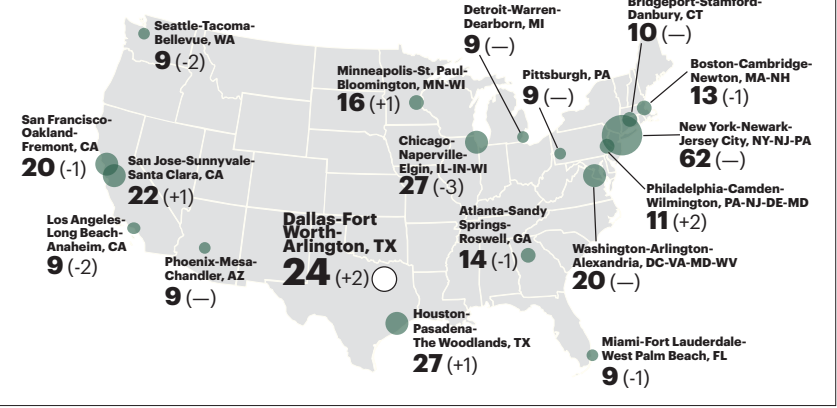 Seattle-Tacoma-
Bellevue, WA
9 (-2)
Detroit-Warren-
Dearborn, MI
9 (—)
Bridgeport-Stamford-
Danbury, CT
10 (—)
Minneapolis-St. Paul-
Bloomington, MN-WI
16 (+1)
Pittsburgh, PA
9 (—)
Boston-Cambridge-
Newton, MA-NH
13 (-1)
San Francisco-
Oakland-
Fremont, CA
20 (-1)
San Jose-Sunnyvale-
Santa Clara, CA
22 (+1)
Chicago-
Naperville-
Elgin, IL-IN-WI
27 (-3)
New York-Newark-
Jersey City, NY-NJ-PA
62 (—)
Philadelphia-Camden-
Wilmington, PA-NJ-DE-MD
11 (+2)
Los Angeles-
Long Beach-
Anaheim, CA
9 (-2)
Phoenix-Mesa-
Chandler, AZ
9 (—)
Dallas-Fort
Worth-
Arlington, TX
24 (+2)
Atlanta-Sandy
Springs-
Roswell, GA
14 (-1)
Washington-Arlington-
Alexandria, DC-VA-MD-WV
20 (—)
Houston-
Pasadena-
The Woodlands, TX
27 (+1)
Miami-Fort Lauderdale-
West Palm Beach, FL
9 (-1)